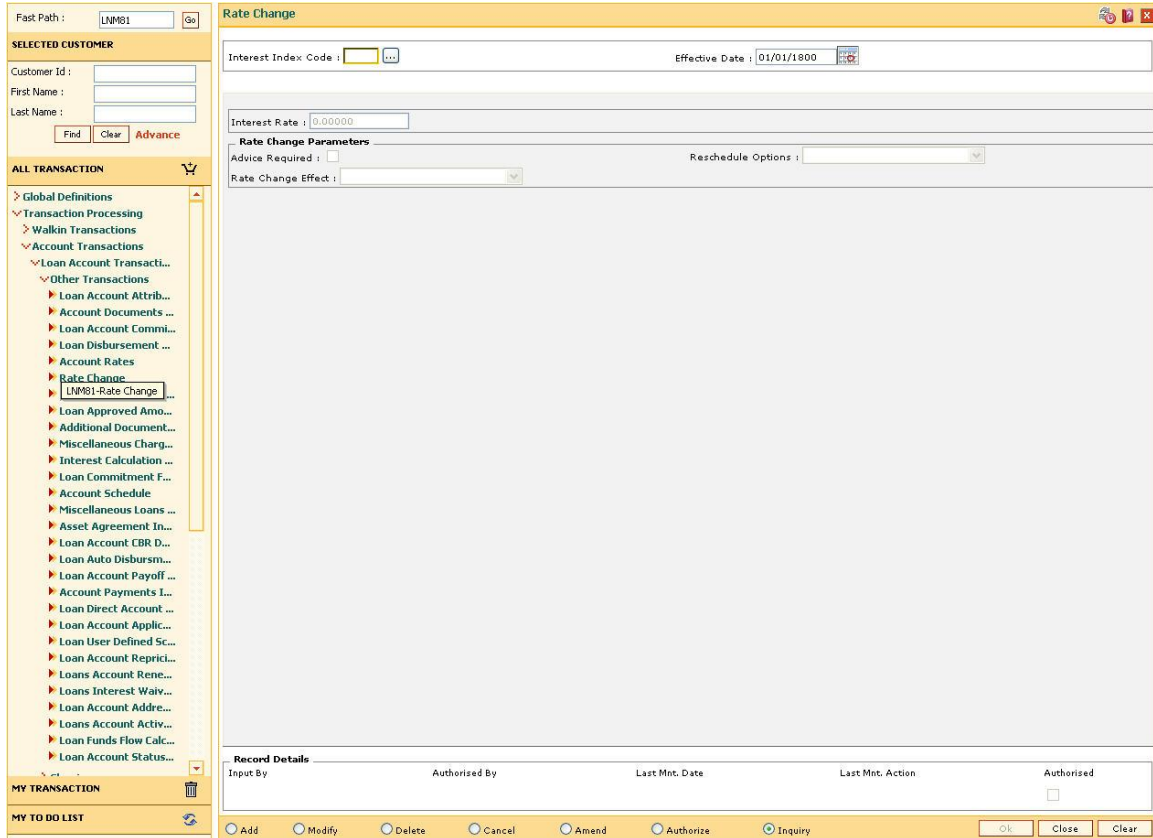 Fast Path : LNM81 Go
SELECTED CUSTOMER
Customer Id :
First Name :
Last Name :
Find Clear Advance
ALL TRANSACTION
Global Definitions
Transaction Processing
Walkin Transactions
Account Transactions
Loan Account Transacti...
Other Transactions
Loan Account Attrib...
Account Documents ...
Loan Account Commi...
Loan Disbursement ...
Account Rates
Rate Change
LNM81-Rate Change ...
Loan Approved Amo...
Additional Document...
Miscellaneous Charg...
Interest Calculation ...
Loan Commitment F...
Account Schedule
Miscellaneous Loans ...
Asset Agreement In...
Loan Account CBR D...
Loan Auto Disbursm...
Loan Account Payoff ...
Account Payments I...
Loan Direct Account ...
Loan Account Applic...
Loan User Defined Sc...
Loan Account Reprici...
Loans Account Rene...
Loans Interest Waiv...
Loan Account Addre...
Loans Account Activ...
Loan Funds Flow Calc...
Loan Account Status...
MY TRANSACTION
MY TO DO LIST
Rate Change
Interest Index Code : ... Effective Date : 01/01/1800
Interest Rate : 0.00000
Rate Change Parameters
Advice Required : Reschedule Options :
Rate Change Effect :
Record Details
Input By Authorised By Last Mnt. Date Last Mnt. Action Authorised
Add Modify Delete Cancel Amend Authorize Inquiry Ok Close Clear